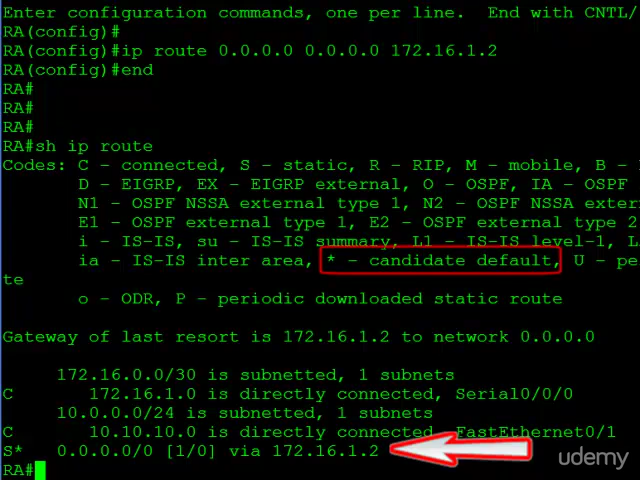 Enter configuration commands, one per line.  End with CNTL/
RA(config)#
RA(config)#ip route 0.0.0.0 0.0.0.0 172.16.1.2
RA(config)#end
RA#
RA#
RA#
RA#sh ip route
Codes: C - connected, S - static, R - RIP, M - mobile, B -
       D - EIGRP, EX - EIGRP external, O - OSPF, IA - OSPF
       N1 - OSPF NSSA external type 1, N2 - OSPF NSSA exter
       E1 - OSPF external type 1, E2 - OSPF external type 2
       i - IS-IS, su - IS-IS summary, L1 - IS-IS level-1, L
       ia - IS-IS inter area, * - candidate default, U - pe
te
       o - ODR, P - periodic downloaded static route
Gateway of last resort is 172.16.1.2 to network 0.0.0.0
     172.16.0.0/30 is subnetted, 1 subnets
C       172.16.1.0 is directly connected, Serial0/0/0
     10.0.0.0/24 is subnetted, 1 subnets
C       10.10.10.0 is directly connected, FastEthernet0/1
S*   0.0.0.0/0 [1/0] via 172.16.1.2
RA#
udemy